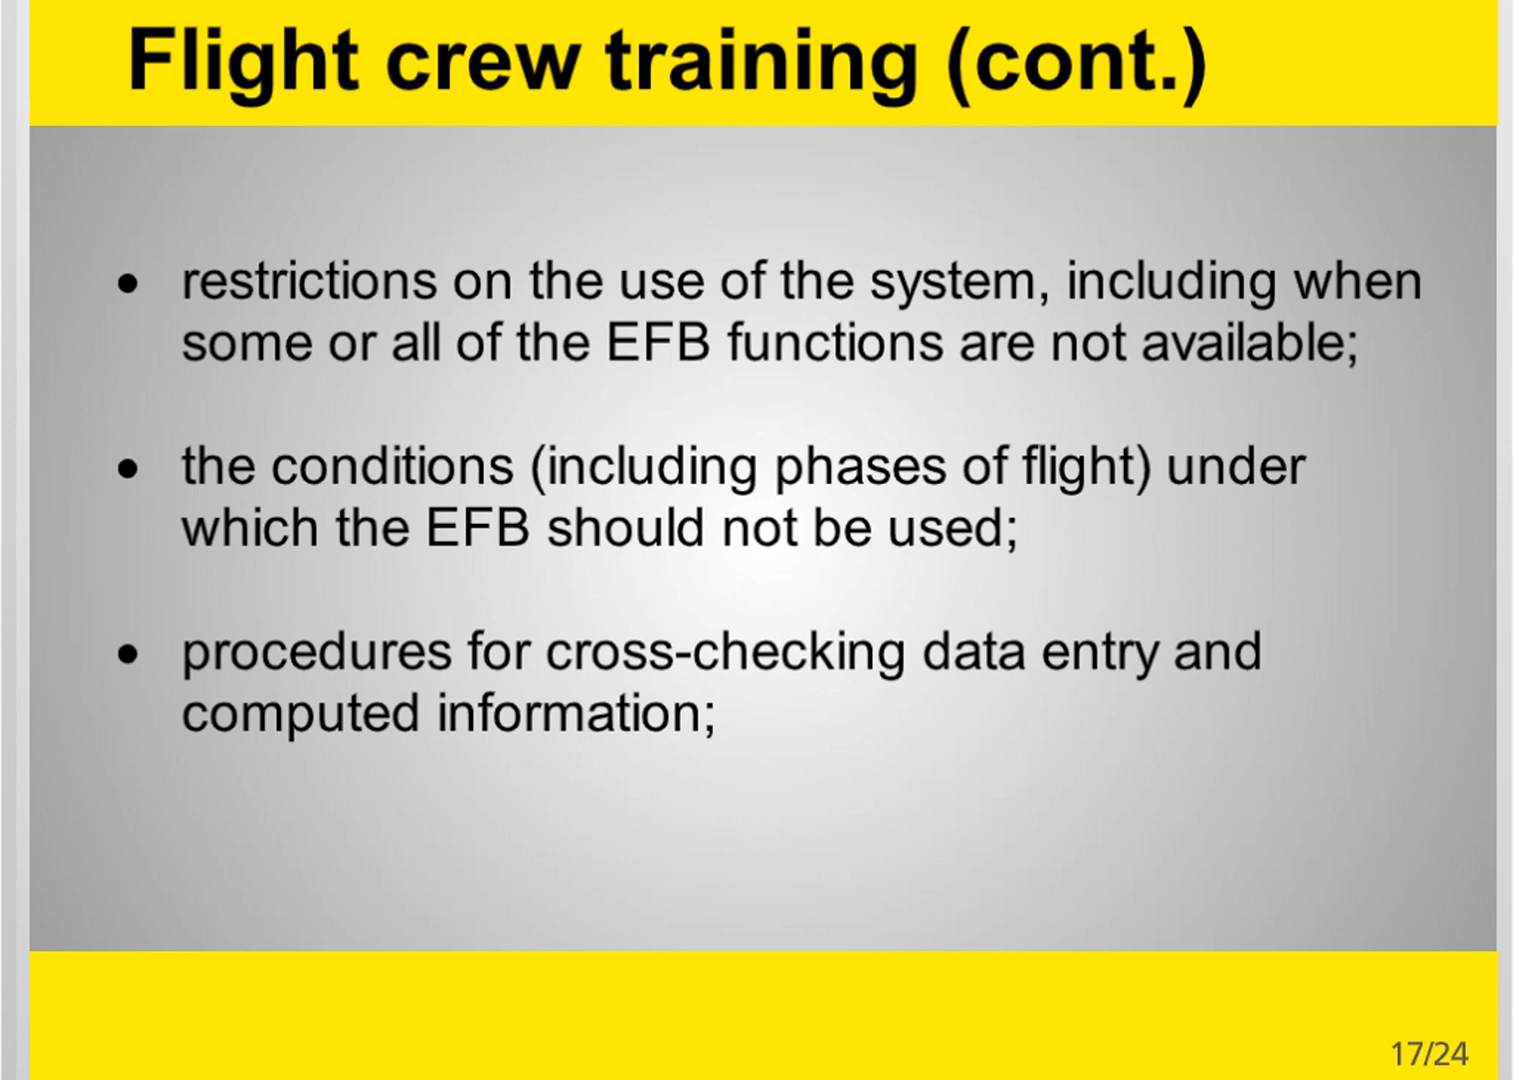 Flight crew training (cont.)
• restrictions on the use of the system, including when
some or all of the EFB functions are not available;
• the conditions (including phases of flight) under
which the EFB should not be used;
• procedures for cross-checking data entry and
computed information;
17/24